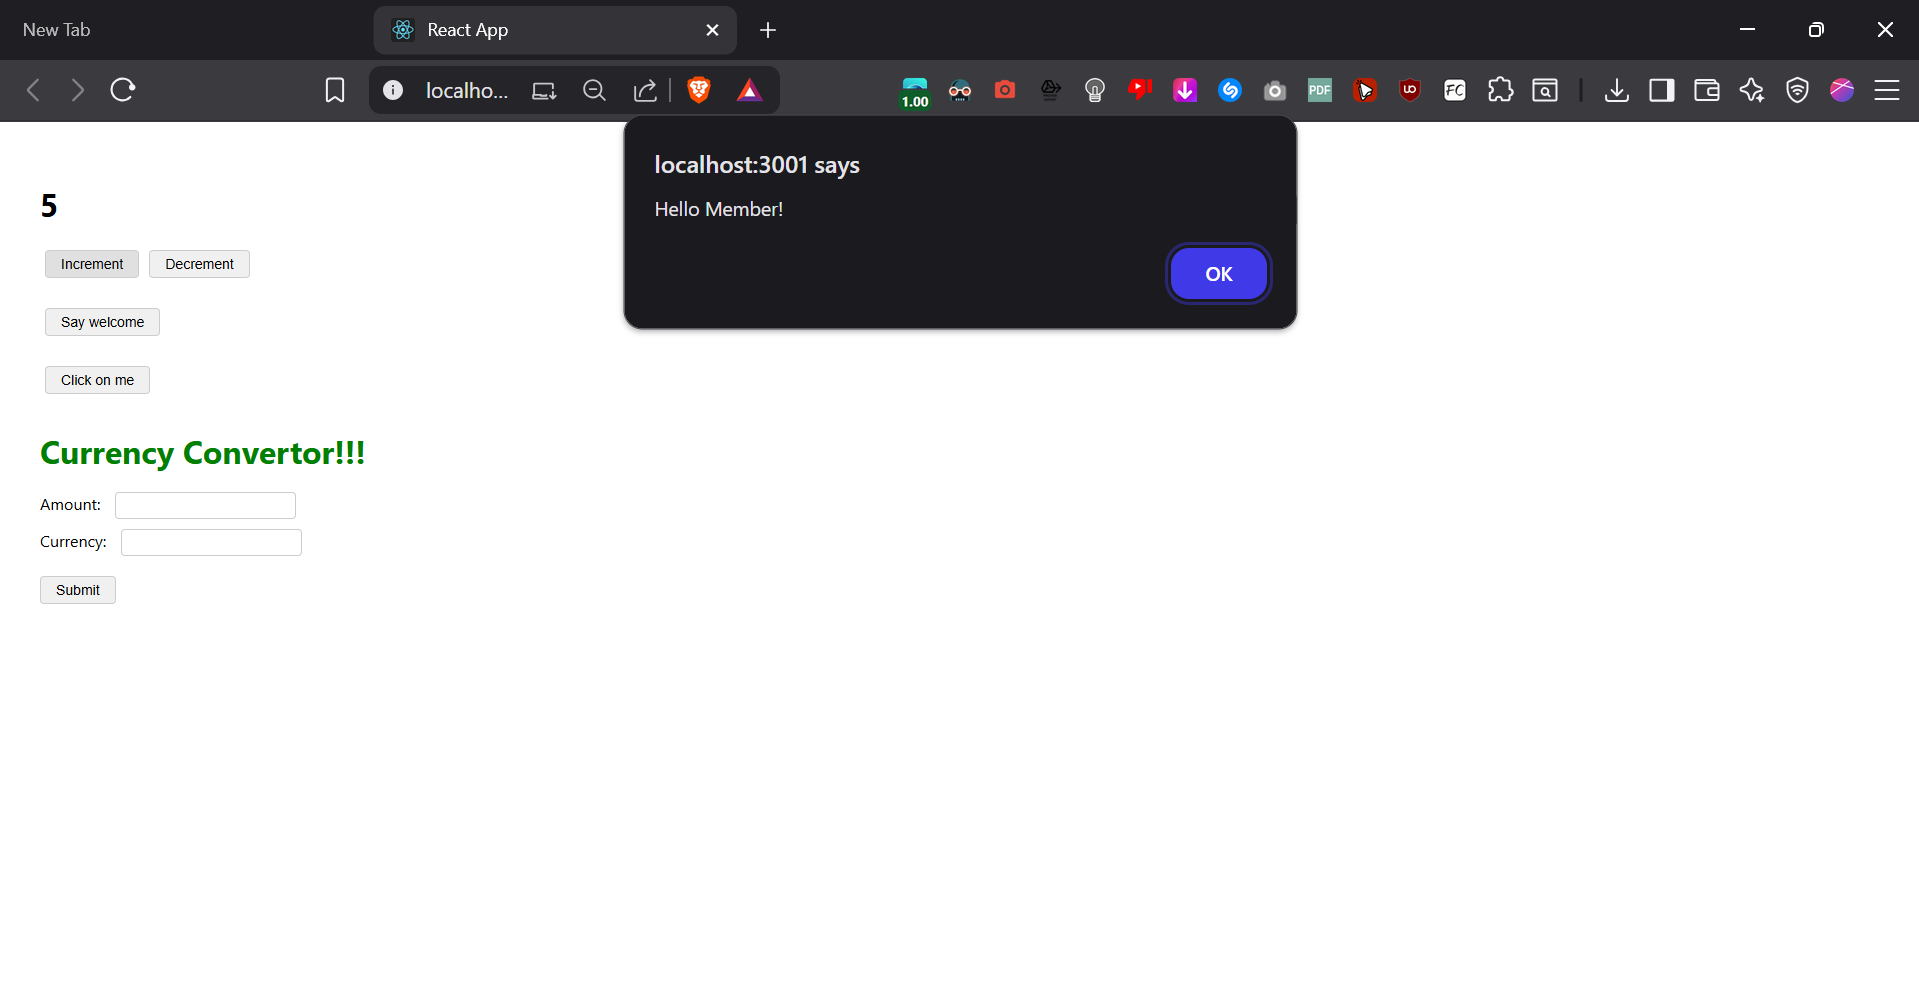 New Tab
React App
localho...
1.00
PDF
UO
FC
localhost:3001 says
Hello Member!
OK
5
Increment
Decrement
Say welcome
Click on me
Currency Convertor!!!
Amount:
Currency:
Submit